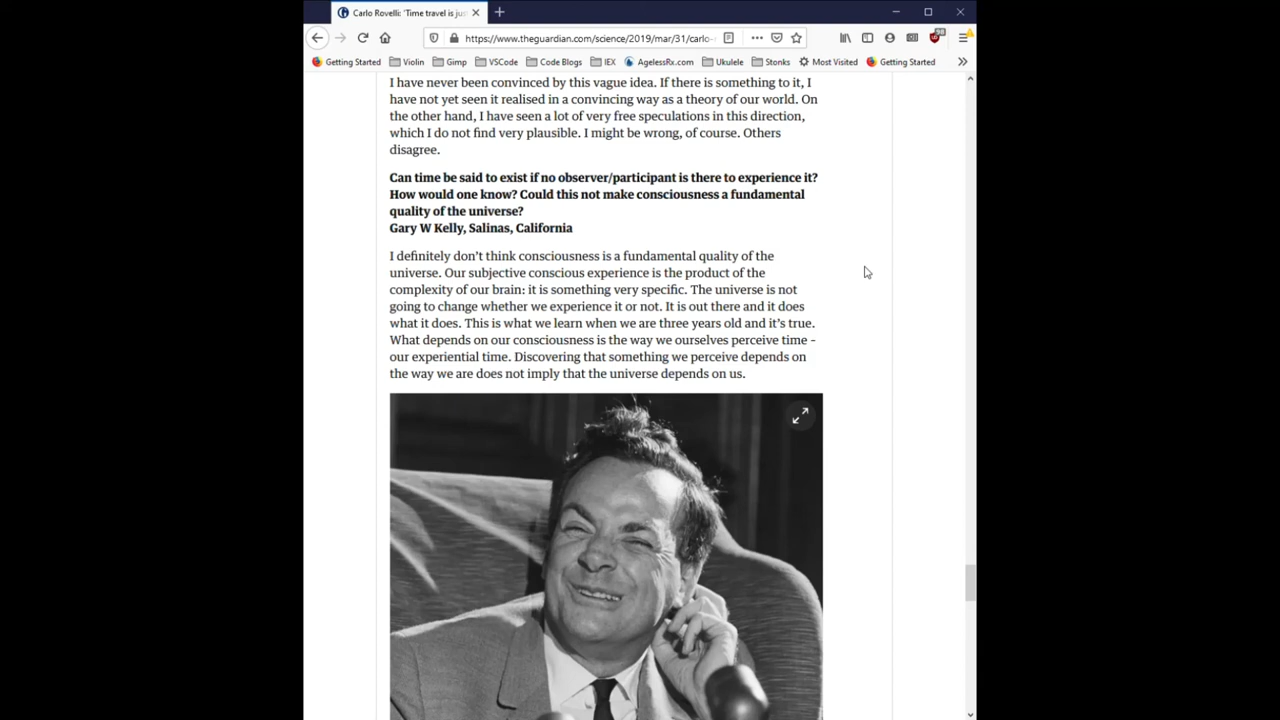 Carlo Rovelli: 'Time travel is jus
https://www.theguardian.com/science/2019/mar/31/carlo-
Getting Started Violin Gimp VSCode Code Blogs IEX AgelessRx.com Ukulele Stonks Most Visited Getting Started
I have never been convinced by this vague idea. If there is something to it, I
have not yet seen it realised in a convincing way as a theory of our world. On
the other hand, I have seen a lot of very free speculations in this direction,
which I do not find very plausible. I might be wrong, of course. Others
disagree.
Can time be said to exist if no observer/participant is there to experience it?
How would one know? Could this not make consciousness a fundamental
quality of the universe?
Gary W Kelly, Salinas, California
I definitely don't think consciousness is a fundamental quality of the
universe. Our subjective conscious experience is the product of the
complexity of our brain: it is something very specific. The universe is not
going to change whether we experience it or not. It is out there and it does
what it does. This is what we learn when we are three years old and it's true.
What depends on our consciousness is the way we ourselves perceive time –
our experiential time. Discovering that something we perceive depends on
the way we are does not imply that the universe depends on us.